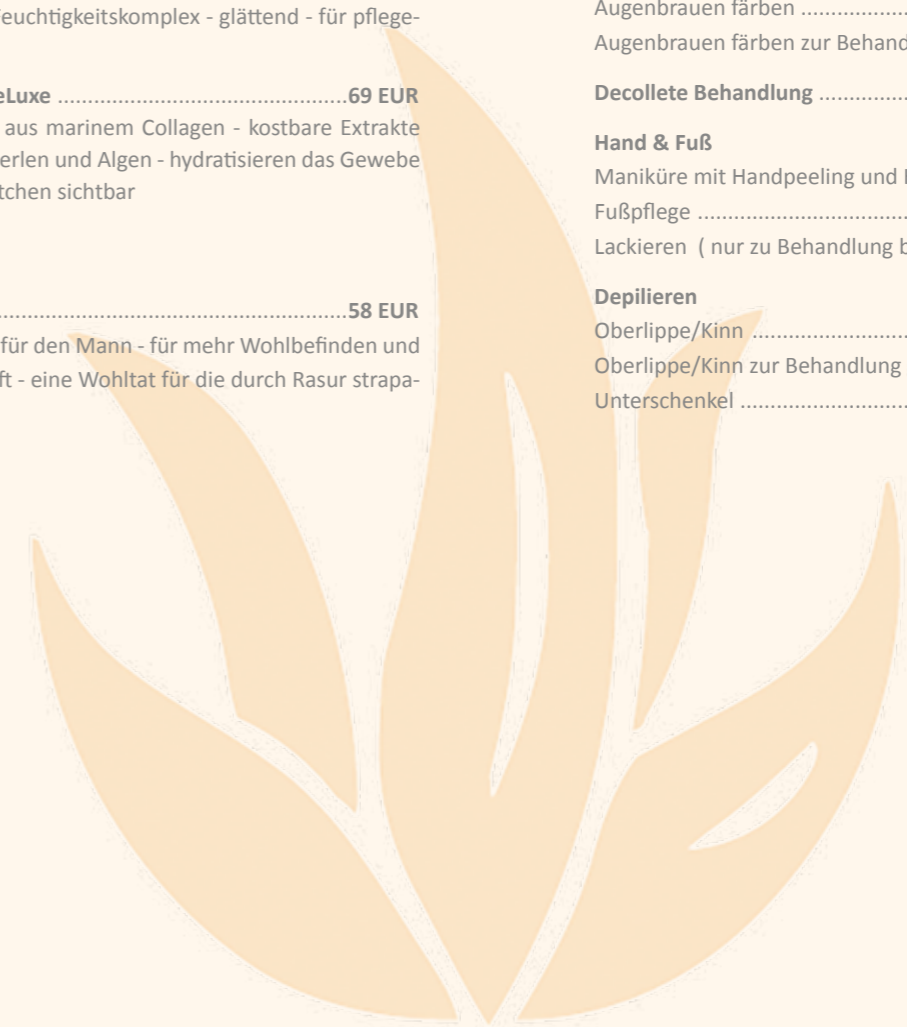 Feuchtigkeitskomplex - glättend - für pflege-
eLuxe ................................................. 69 EUR
aus marinem Collagen - kostbare Extrakte
erlen und Algen - hydratisieren das Gewebe
tchen sichtbar
............................................................ 58 EUR
für den Mann - für mehr Wohlbefinden und
ft - eine Wohltat für die durch Rasur strapa-
Augenbrauen färben ..................
Augenbrauen färben zur Behand
Decollete Behandlung ...............
Hand & Fuß
Maniküre mit Handpeeling und
Fußpflege ....................................
Lackieren ( nur zu Behandlung b
Depilieren
Oberlippe/Kinn ...........................
Oberlippe/Kinn zur Behandlung
Unterschenkel .............................